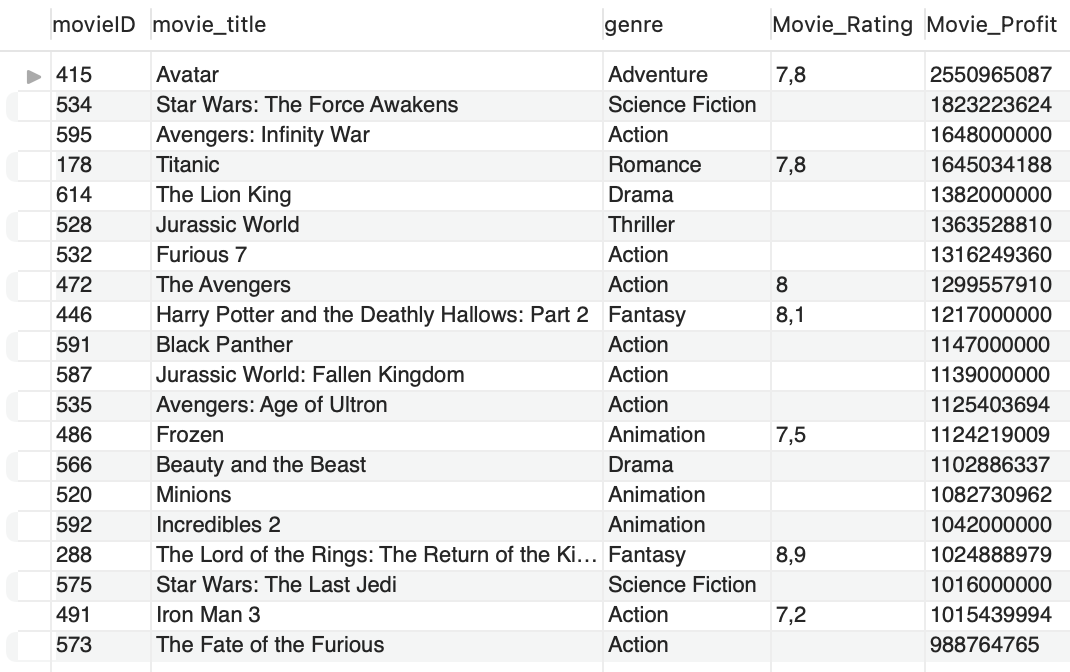 movieID movie_title genre Movie_Rating Movie_Profit
415 Avatar Adventure 7,8 2550965087
534 Star Wars: The Force Awakens Science Fiction 1823223624
595 Avengers: Infinity War Action 1648000000
178 Titanic Romance 7,8 1645034188
614 The Lion King Drama 1382000000
528 Jurassic World Thriller 1363528810
532 Furious 7 Action 1316249360
472 The Avengers Action 8 1299557910
446 Harry Potter and the Deathly Hallows: Part 2 Fantasy 8,1 1217000000
591 Black Panther Action 1147000000
587 Jurassic World: Fallen Kingdom Action 1139000000
535 Avengers: Age of Ultron Action 1125403694
486 Frozen Animation 7,5 1124219009
566 Beauty and the Beast Drama 1102886337
520 Minions Animation 1082730962
592 Incredibles 2 Animation 1042000000
288 The Lord of the Rings: The Return of the Ki... Fantasy 8,9 1024888979
575 Star Wars: The Last Jedi Science Fiction 1016000000
491 Iron Man 3 Action 7,2 1015439994
573 The Fate of the Furious Action 988764765